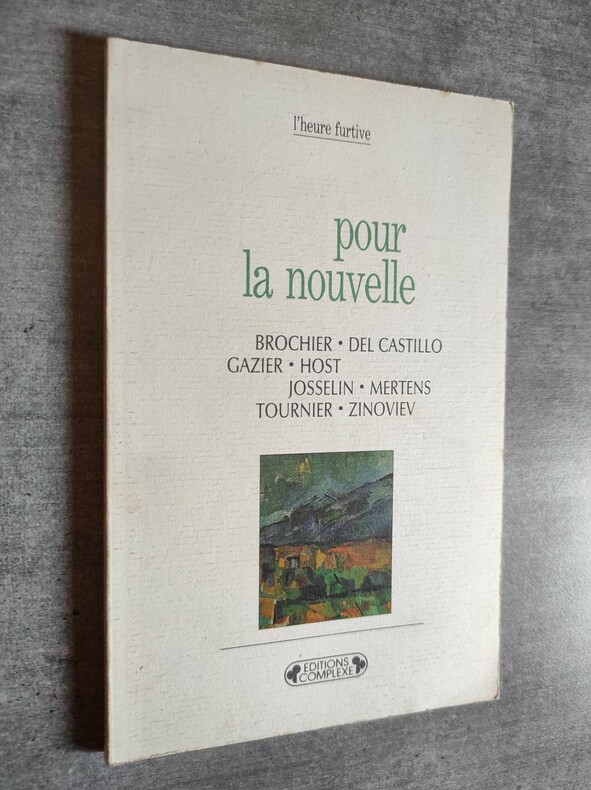 l'heure furtive
pour
la nouvelle
BROCHIER • DEL CASTILLO
GAZIER • HOST
JOSSELIN • MERTENS
TOURNIER • ZINOVIEV
EDITIONS
COMPLEXE